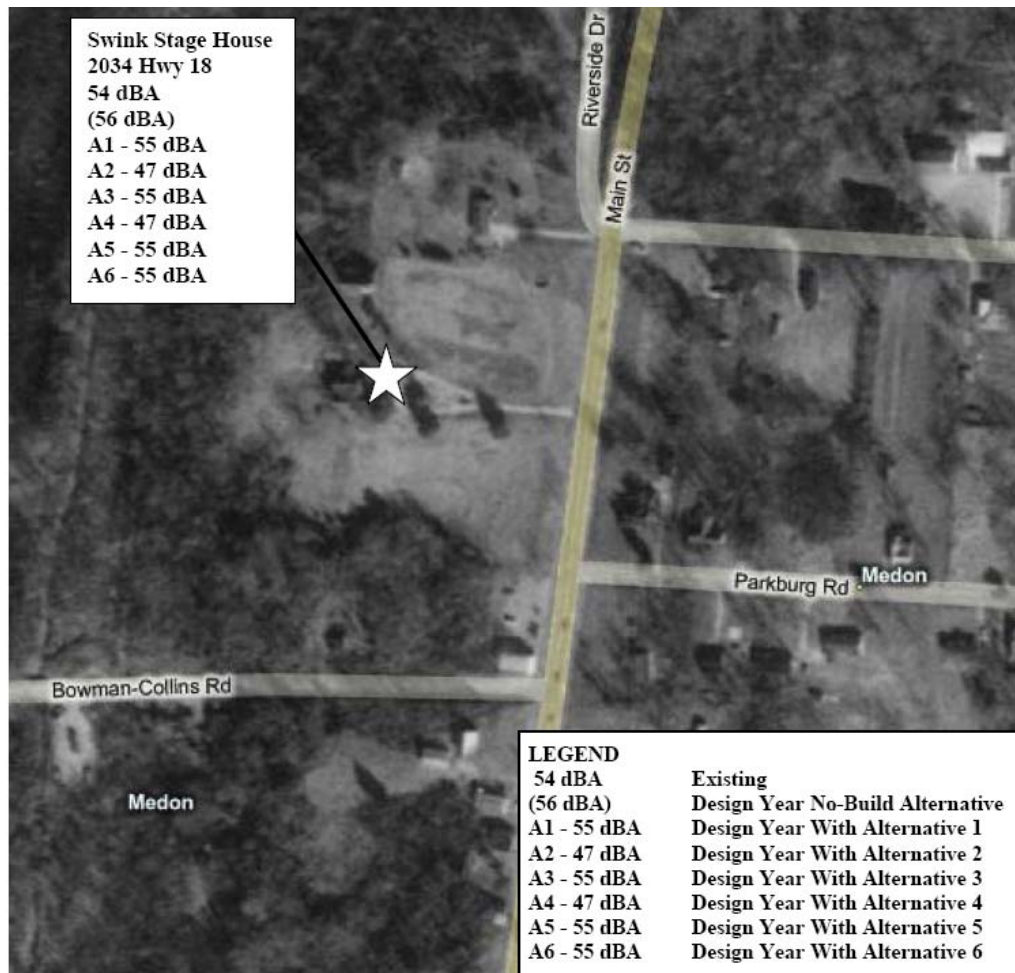 Swink Stage House
2034 Hwy 18
54 dBA
(56 dBA)
A1 - 55 dBA
A2 - 47 dBA
A3 - 55 dBA
A4 - 47 dBA
A5 - 55 dBA
A6 - 55 dBA
Riverside Dr
Main St
Parkburg Rd
Medon
Bowman-Collins Rd
Medon
LEGEND
54 dBA Existing
(56 dBA) Design Year No-Build Alternative
A1 - 55 dBA Design Year With Alternative 1
A2 - 47 dBA Design Year With Alternative 2
A3 - 55 dBA Design Year With Alternative 3
A4 - 47 dBA Design Year With Alternative 4
A5 - 55 dBA Design Year With Alternative 5
A6 - 55 dBA Design Year With Alternative 6